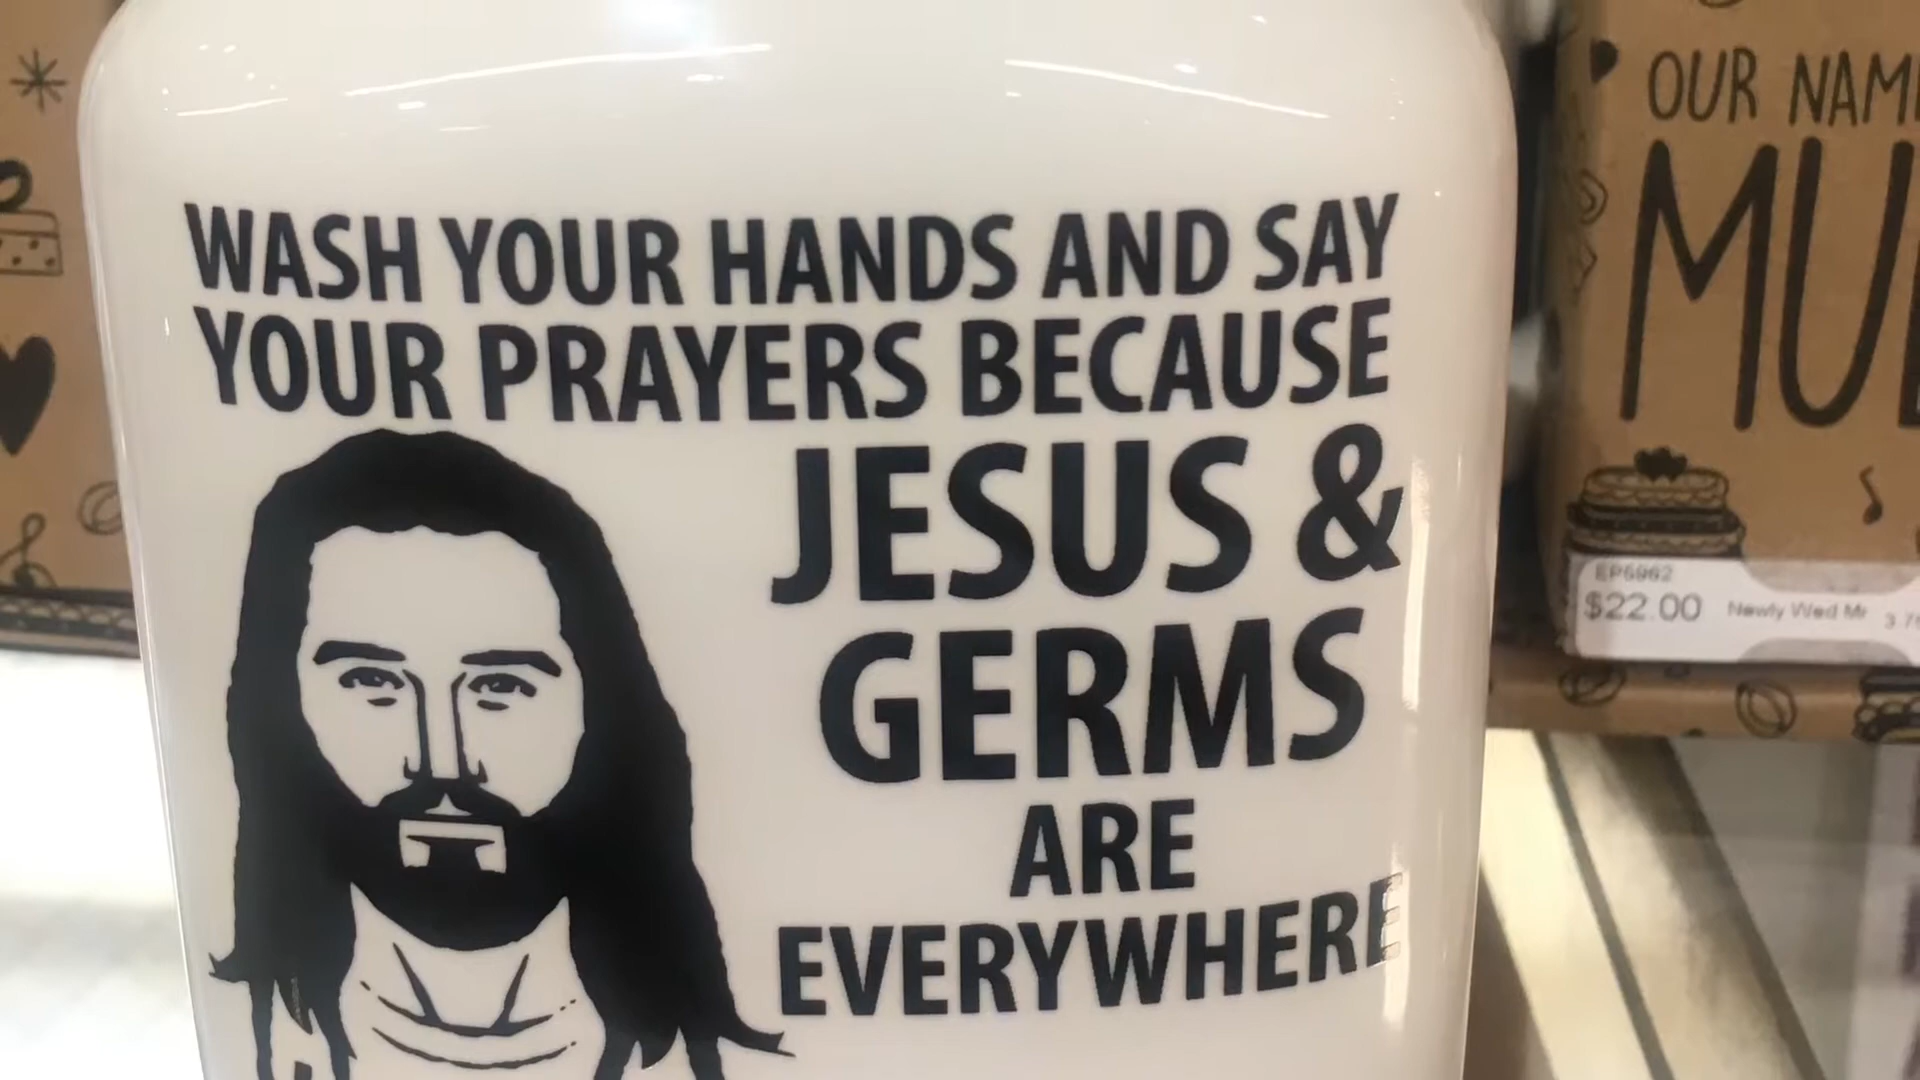 WASH YOUR HANDS AND SAY
YOUR PRAYERS BECAUSE
JESUS &
GERMS
ARE
EVERYWHERE
OUR NAM
MU
EP6962
$22.00 Newly Wed Mr